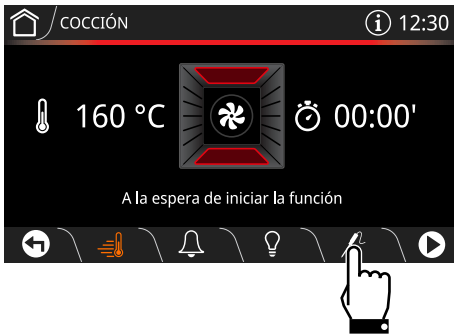 COCCIÓN
i 12:30
160 °C
00:00'
A la espera de iniciar la función